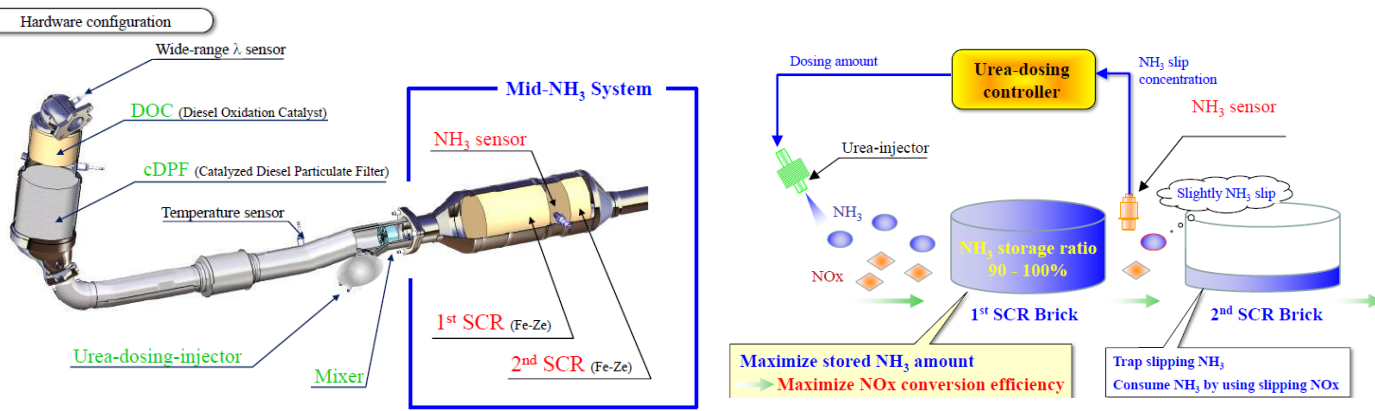 Hardware configuration
Wide-range λ sensor
DOC (Diesel Oxidation Catalyst)
cDPF (Catalyzed Diesel Particulate Filter)
Temperature sensor
Urea-dosing-injector
Mixer
Mid-NH₃ System
NH₃ sensor
1st SCR (Fe-Ze)
2nd SCR (Fe-Ze)
Dosing amount
Urea-dosing
controller
NH₃ slip
concentration
NH₃ sensor
Urea-injector
Slightly NH₃ slip
NH₃
NOx
NH₃ storage ratio
90 - 100%
1st SCR Brick
2nd SCR Brick
Maximize stored NH₃ amount
Maximize NOx conversion efficiency
Trap slipping NH₃
Consume NH₃ by using slipping NOx